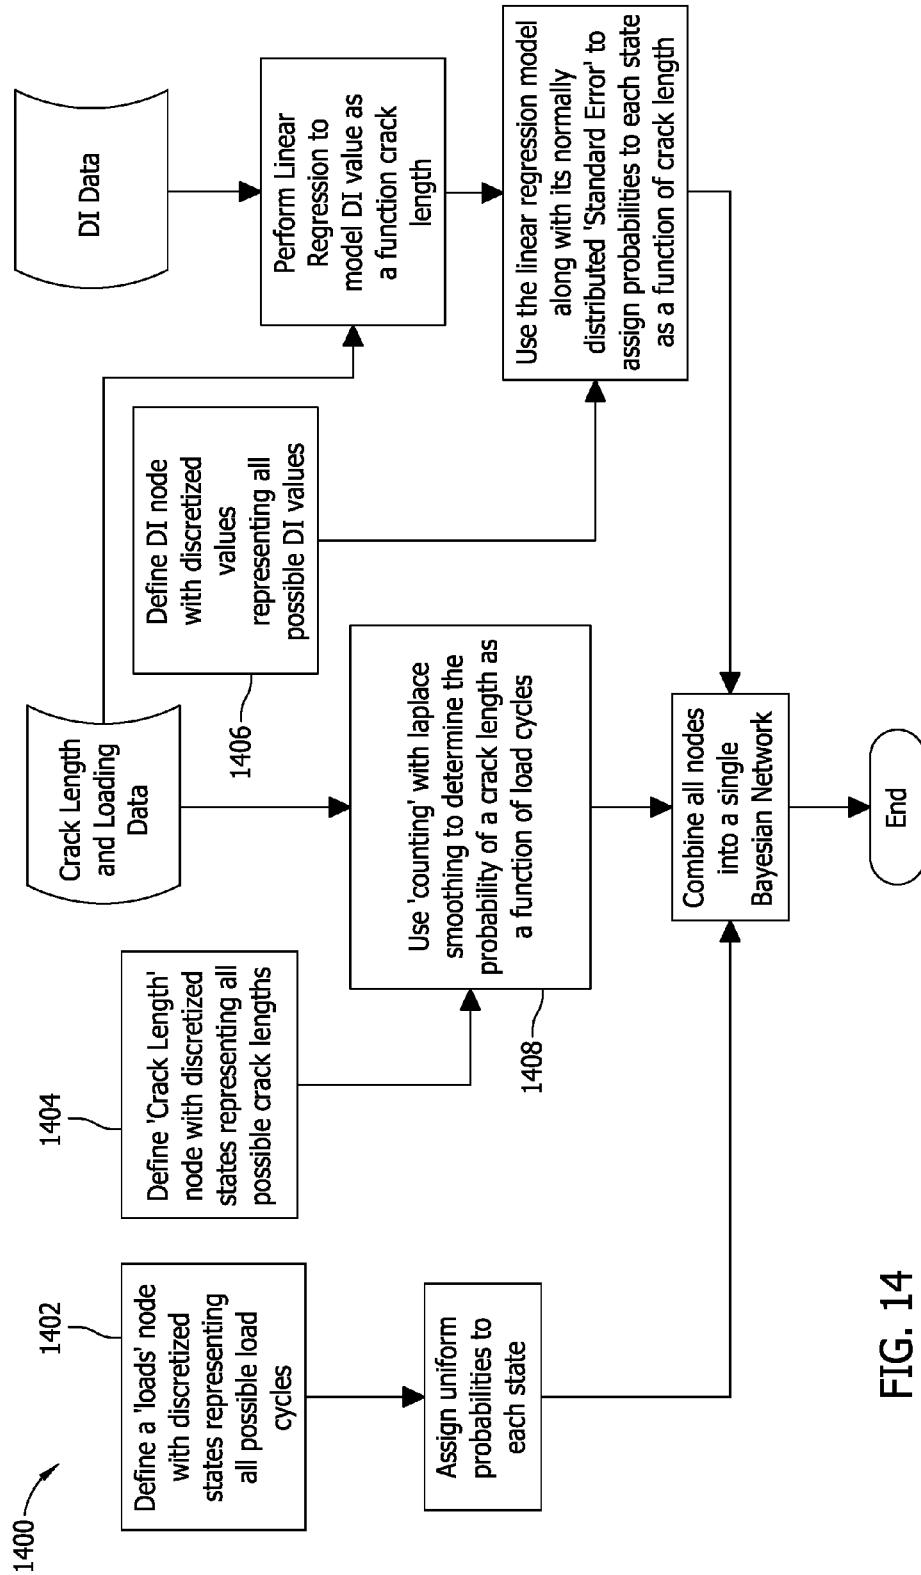 1400
1402
Define a 'loads' node
with discretized
states representing
all possible load
cycles
Assign uniform
probabilities to
each state
1404
Define 'Crack Length'
node with discretized
states representing all
possible crack lengths
Crack Length
and Loading
Data
Use 'counting' with laplace
smoothing to determine the
probability of a crack length as
a function of load cycles
1408
1406
Define DI node
with discretized
values
representing all
possible DI values
DI Data
Perform Linear
Regression to
model DI value as
a function crack
length
Use the linear regression model
along with its normally
distributed 'Standard Error' to
assign probabilities to each state
as a function of crack length
Combine all nodes
into a single
Bayesian Network
End
FIG. 14